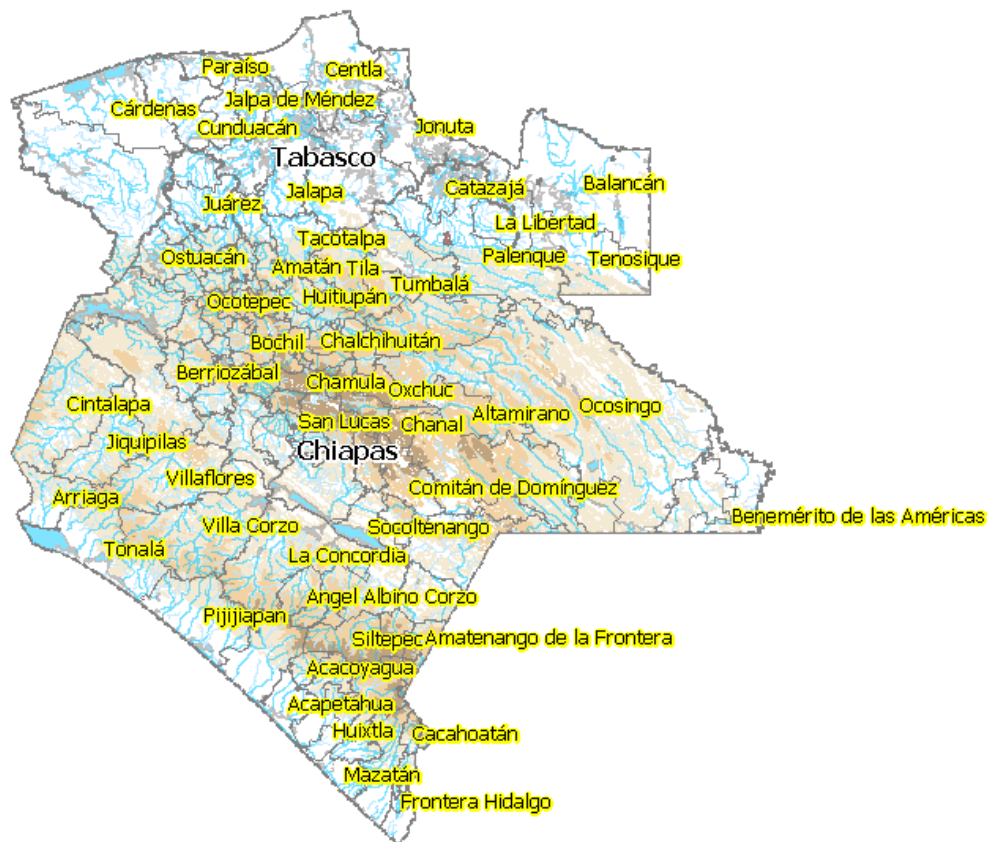 Paraíso
Centla
Cárdenas
Jalpa de Méndez
Cunduacán
Jonuta
Tabasco
Jalapa
Catazajá
Balancán
Juárez
La Libertad
Tacotalpa
Ostuacán
Palenque
Tenosique
Amatán
Tila
Tumbalá
Ocotepec
Huitiupán
Bochil
Chalchihuitán
Berriozábal
Chamula
Oxchuc
Cintalapa
Altamirano
Ocosingo
San Lucas
Chanal
Jiquipilas
Chiapas
Villaflores
Arriaga
Comitán de Domínguez
Benemérito de las Américas
Villa Corzo
Socoltenango
Tonalá
La Concordia
Angel Albino Corzo
Pijijiapan
Siltepec
Amatenango de la Frontera
Acacoyagua
Acapetahua
Huixtla
Cacahoatán
Mazatán
Frontera Hidalgo